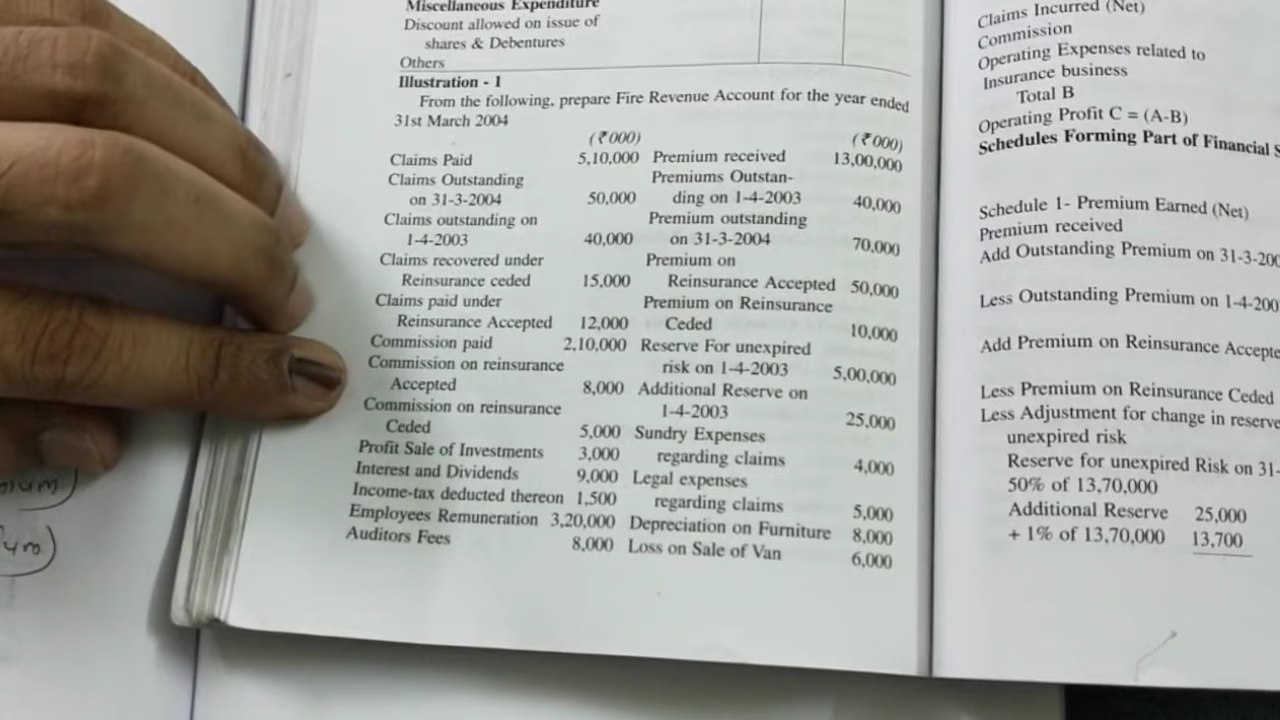 Miscellaneous Expenditure
Discount allowed on issue of
shares & Debentures
Others
Illustration - 1
From the following, prepare Fire Revenue Account for the year ended
31st March 2004
(₹000) (₹000)
Claims Paid 5,10,000 Premium received 13,00,000
Claims Outstanding Premiums Outstan-
on 31-3-2004 50,000 ding on 1-4-2003 40,000
Claims outstanding on Premium outstanding
1-4-2003 40,000 on 31-3-2004 70,000
Claims recovered under Premium on
Reinsurance ceded 15,000 Reinsurance Accepted 50,000
Claims paid under Premium on Reinsurance
Reinsurance Accepted 12,000 Ceded 10,000
Commission paid 2,10,000 Reserve For unexpired
Commission on reinsurance risk on 1-4-2003 5,00,000
Accepted 8,000 Additional Reserve on
Commission on reinsurance 1-4-2003 25,000
Ceded 5,000 Sundry Expenses
Profit Sale of Investments 3,000 regarding claims 4,000
Interest and Dividends 9,000 Legal expenses
Income-tax deducted thereon 1,500 regarding claims 5,000
Employees Remuneration 3,20,000 Depreciation on Furniture 8,000
Auditors Fees 8,000 Loss on Sale of Van 6,000
Claims Incurred (Net)
Commission
Operating Expenses related to
Insurance business
Total B
Operating Profit C = (A-B)
Schedules Forming Part of Financial
Schedule 1- Premium Earned (Net)
Premium received
Add Outstanding Premium on
Less Outstanding Premium on
Add Premium on Reinsurance
Less Premium on Reinsurance Ceded
Less Adjustment for change in
unexpired risk
Reserve for unexpired Risk on
50% of 13,70,000
Additional Reserve 25,000
+ 1% of 13,70,000 13,700